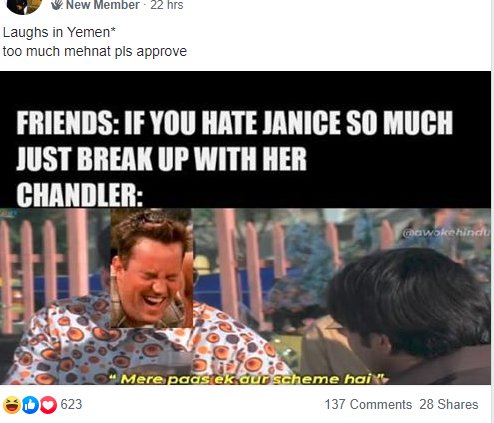 New Member · 22 hrs
Laughs in Yemen*
too much mehnat pls approve
FRIENDS: IF YOU HATE JANICE SO MUCH
JUST BREAK UP WITH HER
CHANDLER:
@awokehindu
“ Mere paas ek aur scheme hai ”
623
137 Comments 28 Shares